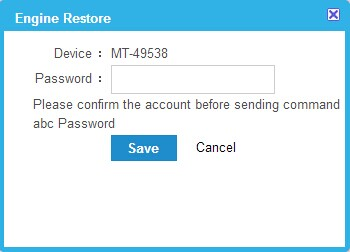 Engine Restore
Device : MT-49538
Password :
Please confirm the account before sending command
abc Password
Save Cancel